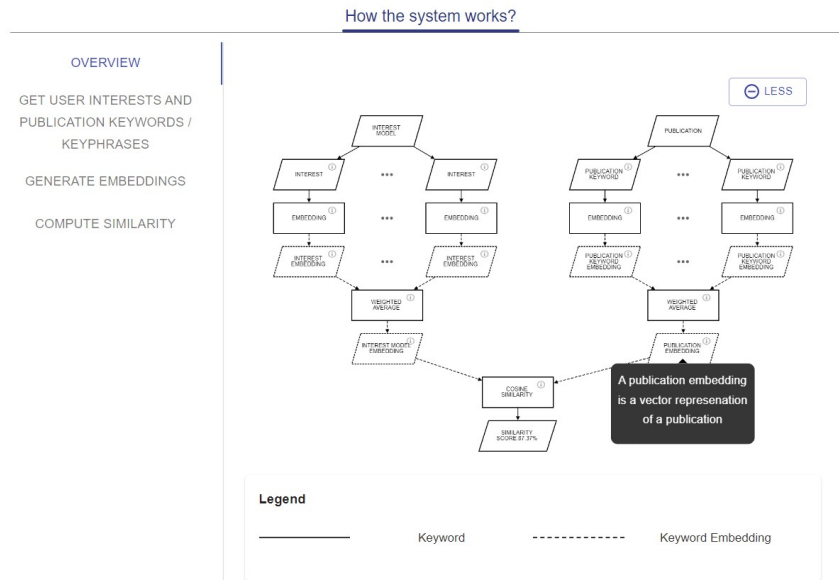 How the system works?
OVERVIEW
GET USER INTERESTS AND
PUBLICATION KEYWORDS /
KEYPHRASES
GENERATE EMBEDDINGS
COMPUTE SIMILARITY
LESS
INTEREST
MODEL
PUBLICATION
INTEREST
INTEREST
PUBLICATION
KEYWORD
PUBLICATION
KEYWORD
EMBEDDING
EMBEDDING
EMBEDDING
EMBEDDING
INTEREST
EMBEDDING
INTEREST
EMBEDDING
PUBLICATION
KEYWORD
EMBEDDING
PUBLICATION
KEYWORD
EMBEDDING
WEIGHTED
AVERAGE
WEIGHTED
AVERAGE
INTEREST MODEL
EMBEDDING
PUBLICATION
EMBEDDING
A publication embedding
is a vector represenation
of a publication
COSINE
SIMILARITY
SIMILARITY
SCORE:87.37%
Legend
Keyword
Keyword Embedding